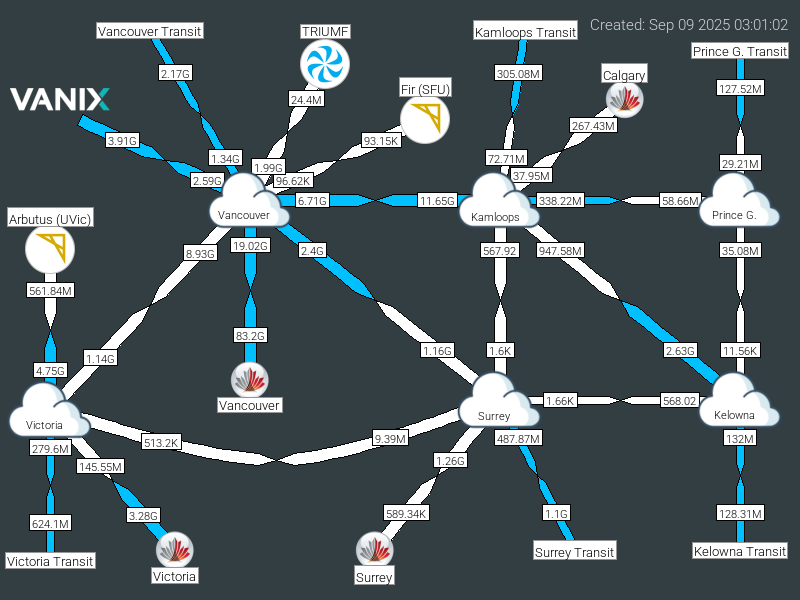 Created: Sep 09 2025 03:01:02
Vancouver Transit
TRIUMF
Kamloops Transit
Prince G. Transit
2.17G
305.08M
Calgary
127.52M
VANIX
24.4M
Fir (SFU)
267.43M
3.91G
93.15K
1.34G
1.99G
72.71M
29.21M
2.59G
96.62K
37.95M
6.71G
11.65G
338.22M
58.66M
Vancouver
Kamloops
Prince G.
Arbutus (UVic)
8.93G
19.02G
2.4G
567.92
947.58M
35.08M
561.84M
83.2G
1.14G
1.16G
1.6K
2.63G
11.56K
4.75G
Vancouver
1.66K
568.02
Victoria
Surrey
Kelowna
279.6M
513.2K
9.39M
487.87M
132M
145.55M
1.26G
624.1M
3.28G
589.34K
1.1G
128.31M
Victoria Transit
Victoria
Surrey
Surrey Transit
Kelowna Transit